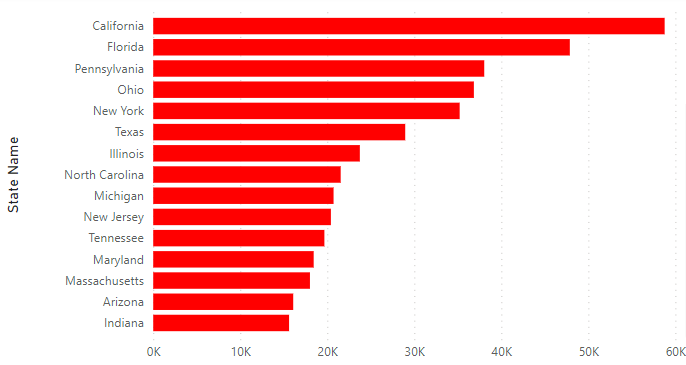 State Name
California
Florida
Pennsylvania
Ohio
New York
Texas
Illinois
North Carolina
Michigan
New Jersey
Tennessee
Maryland
Massachusetts
Arizona
Indiana
0K 10K 20K 30K 40K 50K 60K